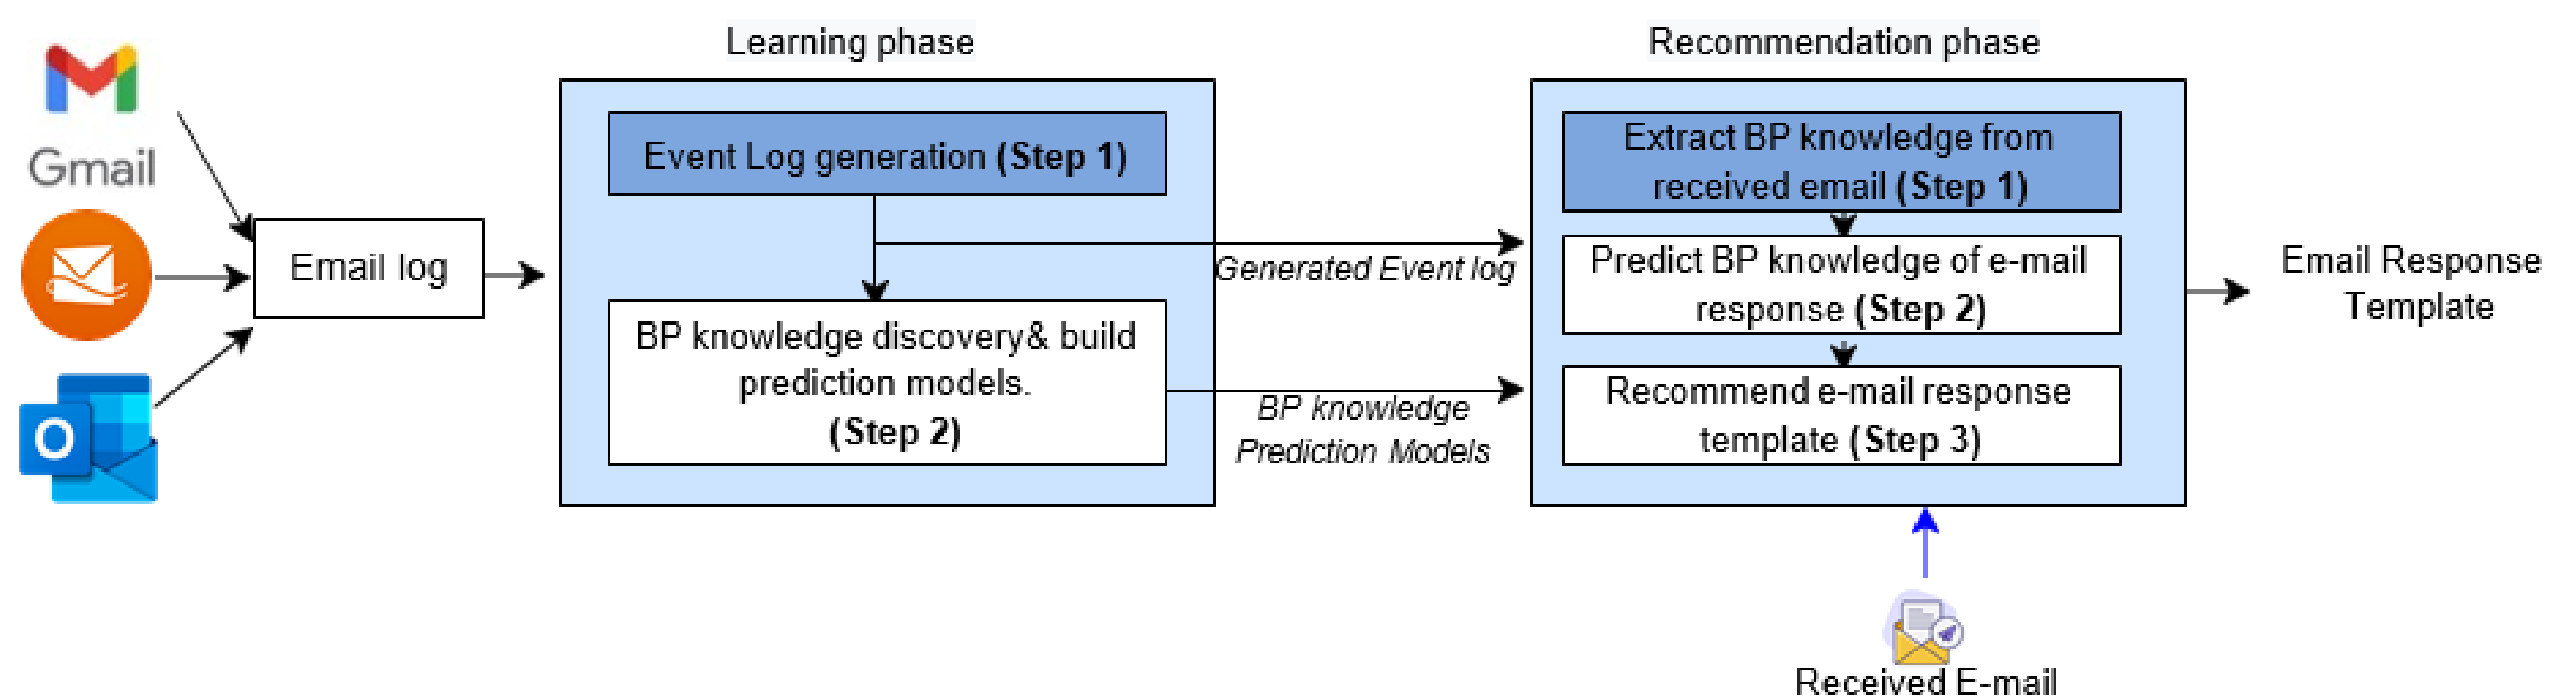 Learning phase
Recommendation phase
Gmail
Email log
Event Log generation (Step 1)
BP knowledge discovery& build
prediction models.
(Step 2)
Generated Event log
BP knowledge
Prediction Models
Extract BP knowledge from
received email (Step 1)
Predict BP knowledge of e-mail
response (Step 2)
Recommend e-mail response
template (Step 3)
Email Response
Template
O
Received E-mail